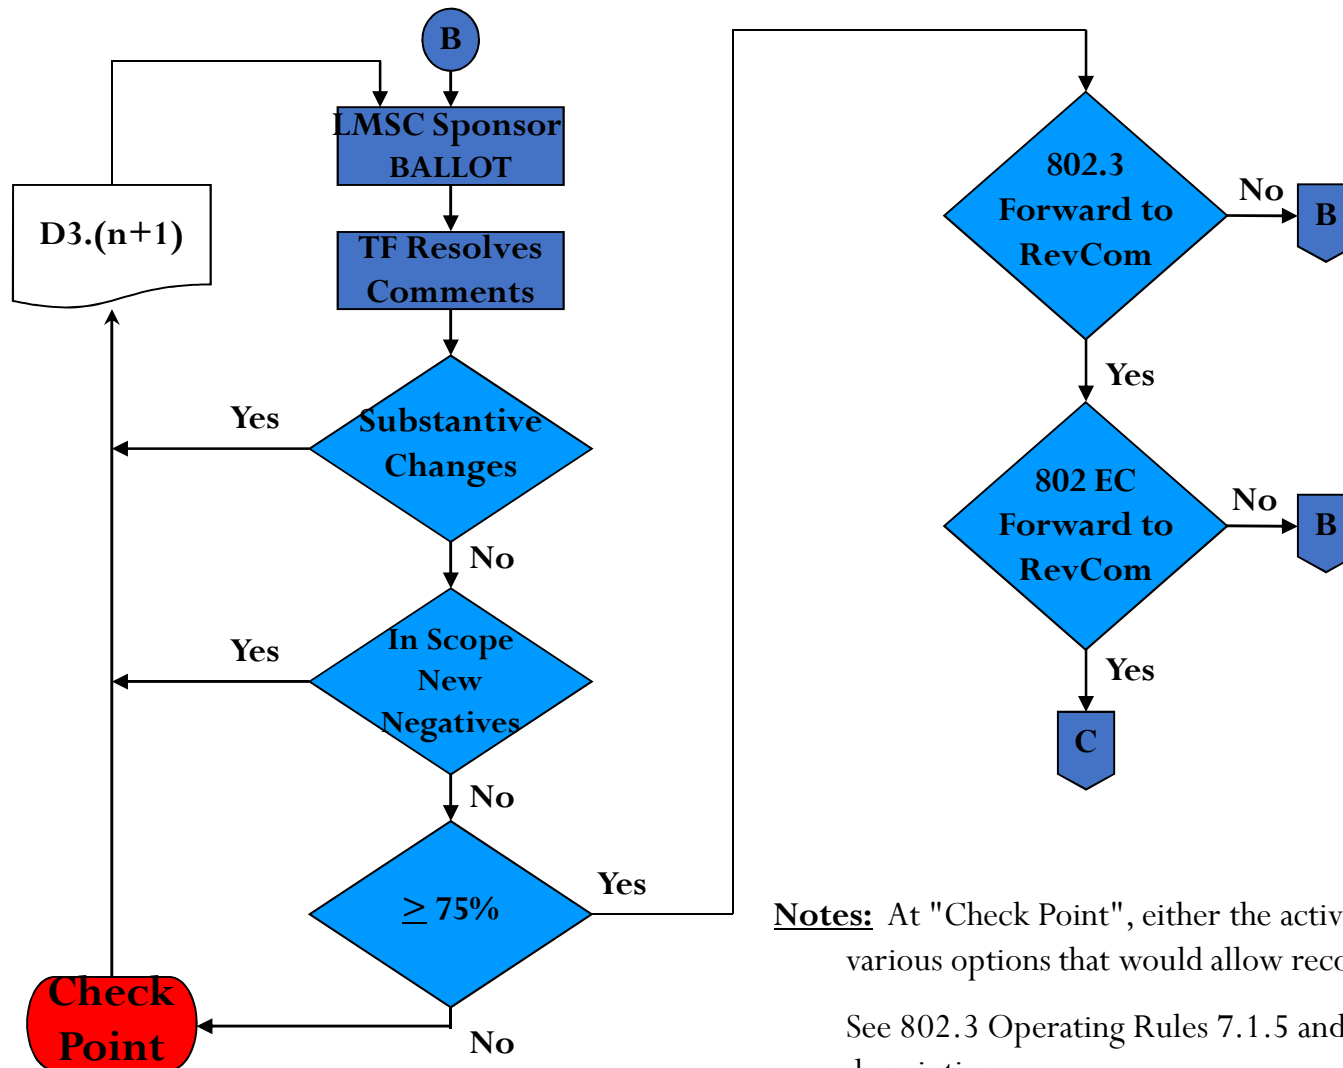 B
LMSC Sponsor
BALLOT
D3.(n+1)
TF Resolves
Comments
Yes
Substantive
Changes
No
Yes
In Scope
New
Negatives
No
≥ 75%
Yes
Check
Point
No
802.3
Forward to
RevCom
No
B
Yes
802 EC
Forward to
RevCom
No
B
Yes
C
Notes: At "Check Point", either the activ
various options that would allow reco
See 802.3 Operating Rules 7.1.5 and